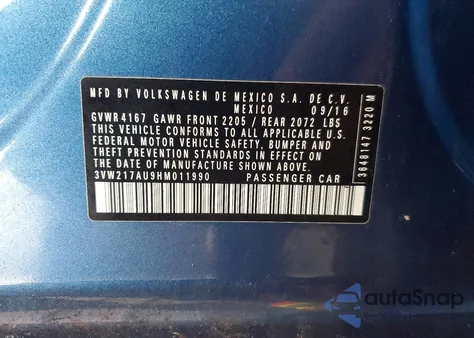 MFD BY VOLKSWAGEN DE MEXICO S.A. DE C.V.
MEXICO 09/16
GVWR4167 GAWR FRONT 2205 / REAR 2072 LBS
THIS VEHICLE CONFORMS TO ALL APPLICABLE
FEDERAL MOTOR VEHICLE SAFETY, BUMPER AND
THEFT PREVENTION STANDARDS IN EFFECT ON THE
DATE OF MANUFACTURE SHOWN ABOVE.
3VW217AU9HM011990 PASSENGER CAR
3648147 3220 M
autoSnap